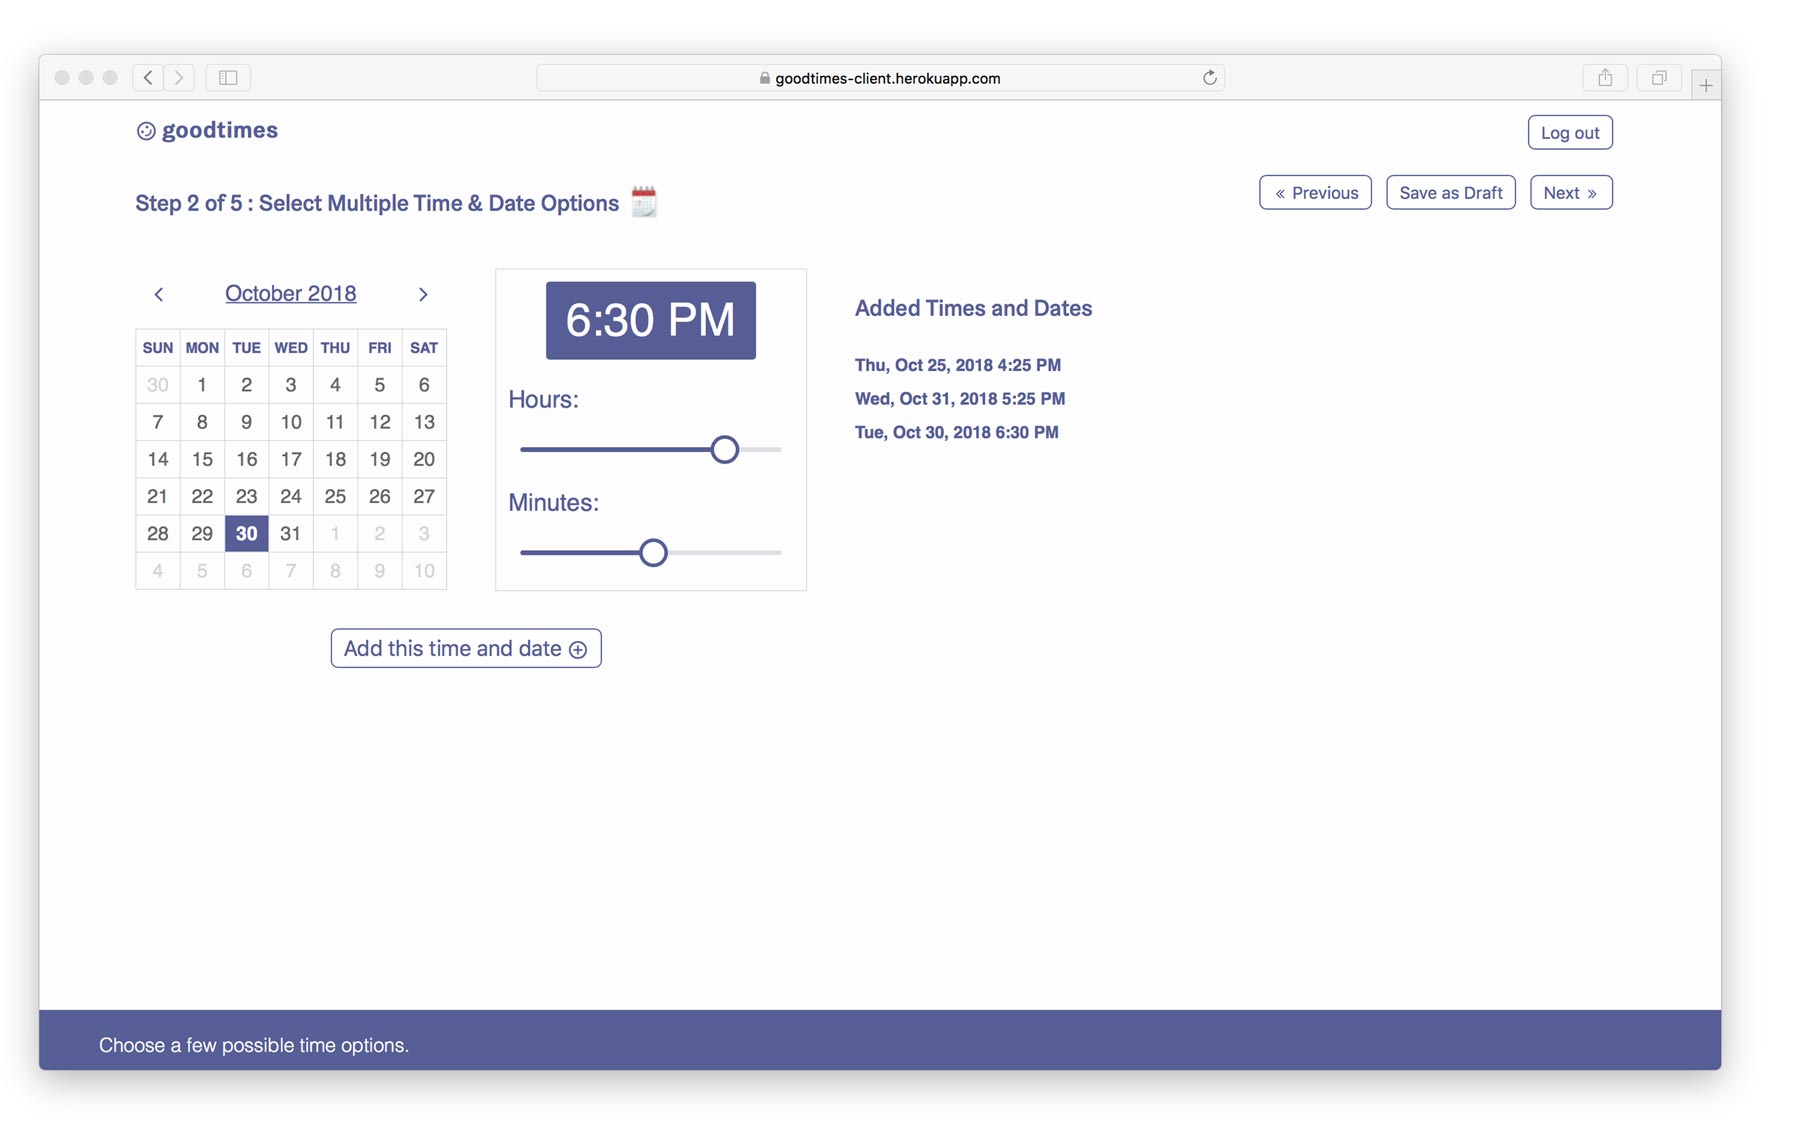 goodtimes-client.herokuapp.com
goodtimes
Log out
Step 2 of 5 : Select Multiple Time & Date Options
« Previous
Save as Draft
Next »
October 2018
SUN MON TUE WED THU FRI SAT
30 1 2 3 4 5 6
7 8 9 10 11 12 13
14 15 16 17 18 19 20
21 22 23 24 25 26 27
28 29 30 31 1 2 3
4 5 6 7 8 9 10
6:30 PM
Hours:
Minutes:
Add this time and date
Added Times and Dates
Thu, Oct 25, 2018 4:25 PM
Wed, Oct 31, 2018 5:25 PM
Tue, Oct 30, 2018 6:30 PM
Choose a few possible time options.